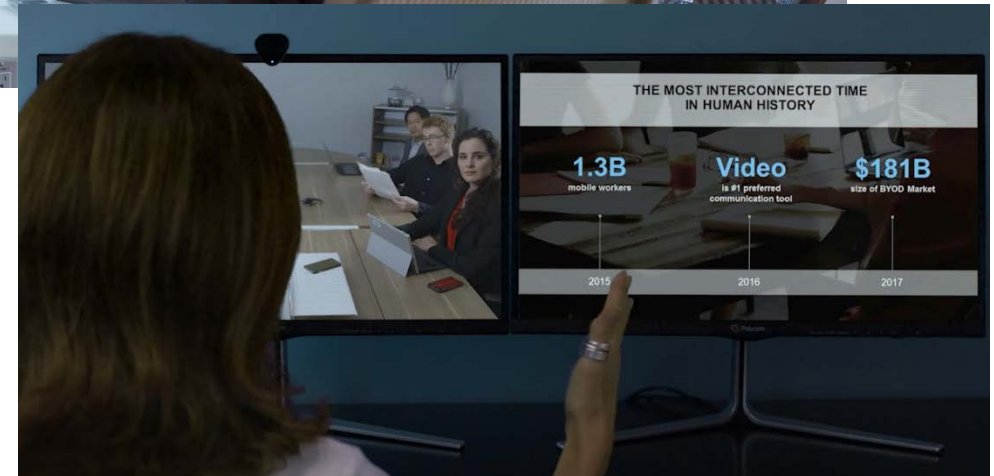 THE MOST INTERCONNECTED TIME
IN HUMAN HISTORY
1.3B
mobile workers
Video
is #1 preferred
communication tool
$181B
size of BYOD Market
2015
2016
2017
Polycom